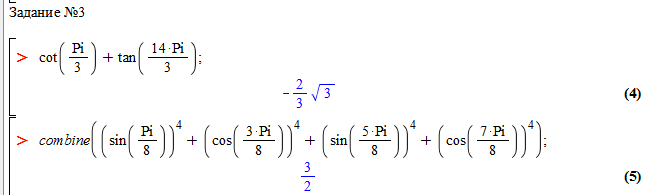 Задание №3
> cot(Pi/3) + tan(14·Pi/3);
-2/3 √3 (4)
> combine((sin(Pi/8))^4 + (cos(3·Pi/8))^4 + (sin(5·Pi/8))^4 + (cos(7·Pi/8))^4);
3/2 (5)